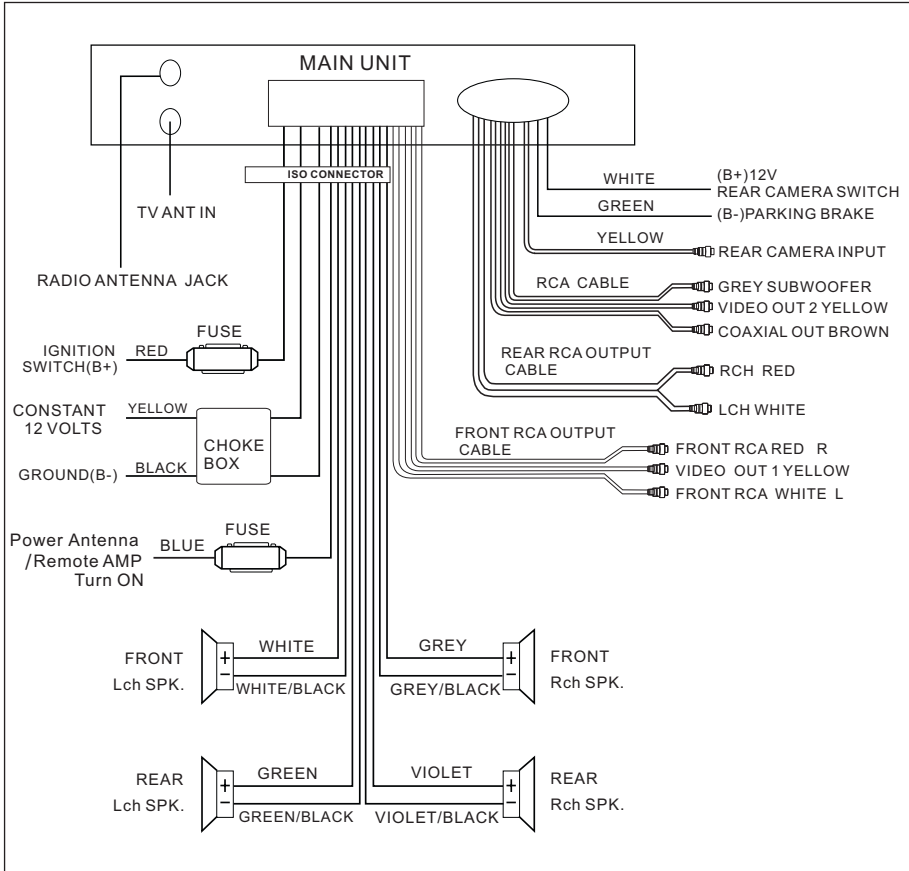 MAIN UNIT
ISO CONNECTOR
TV ANT IN
RADIO ANTENNA JACK
WHITE
(B+)12V
REAR CAMERA SWITCH
GREEN
(B-)PARKING BRAKE
YELLOW
REAR CAMERA INPUT
RCA CABLE
GREY SUBWOOFER
VIDEO OUT 2 YELLOW
COAXIAL OUT BROWN
REAR RCA OUTPUT
CABLE
RCH RED
LCH WHITE
FRONT RCA OUTPUT
CABLE
FRONT RCA RED R
VIDEO OUT 1 YELLOW
FRONT RCA WHITE L
FUSE
IGNITION
SWITCH(B+)
RED
CONSTANT
12 VOLTS
YELLOW
CHOKE
BOX
GROUND(B-)
BLACK
FUSE
Power Antenna
/Remote AMP
Turn ON
BLUE
FRONT
Lch SPK.
+
−
WHITE
WHITE/BLACK
GREY
GREY/BLACK
+
−
FRONT
Rch SPK.
REAR
Lch SPK.
+
−
GREEN
GREEN/BLACK
VIOLET
VIOLET/BLACK
+
−
REAR
Rch SPK.